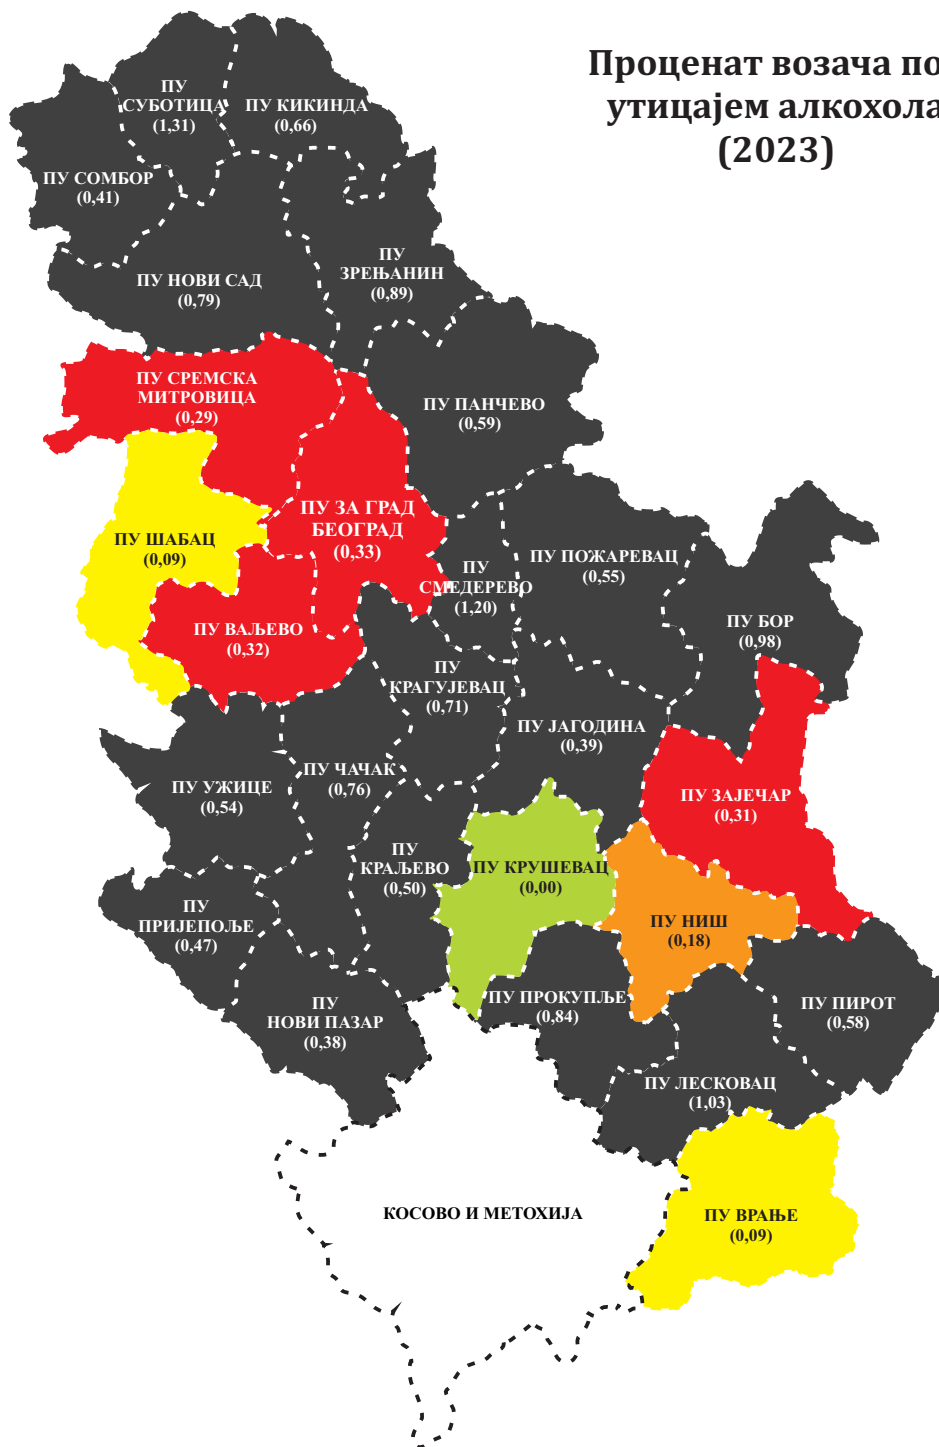 Проценат возача по
утицајем алкохола
(2023)
ПУ
СУБОТИЦА
(1,31)
ПУ КИКИНДА
(0,66)
ПУ СОМБОР
(0,41)
ПУ НОВИ САД
(0,79)
ПУ
ЗРЕЊАНИН
(0,89)
ПУ СРЕМСКА
МИТРОВИЦА
(0,29)
ПУ ПАНЧЕВО
(0,59)
ПУ ШАБАЦ
(0,09)
ПУ ЗА ГРАД
БЕОГРАД
(0,33)
ПУ
СМЕДЕРЕВО
(1,20)
ПУ ПОЖАРЕВАЦ
(0,55)
ПУ БОР
(0,98)
ПУ ВАЉЕВО
(0,32)
ПУ
КРАГУЈЕВАЦ
(0,71)
ПУ ЈАГОДИНА
(0,39)
ПУ УЖИЦЕ
(0,54)
ПУ ЧАЧАК
(0,76)
ПУ ЗАЈЕЧАР
(0,31)
ПУ
КРАЉЕВО
(0,50)
ПУ КРУШЕВАЦ
(0,00)
ПУ
ПРИЈЕПОЉЕ
(0,47)
ПУ НИШ
(0,18)
ПУ
НОВИ ПАЗАР
(0,38)
ПУ ПРОКУПЉЕ
(0,84)
ПУ ПИРОТ
(0,58)
ПУ ЛЕСКОВАЦ
(1,03)
КОСОВО И МЕТОХИЈА
ПУ ВРАЊЕ
(0,09)